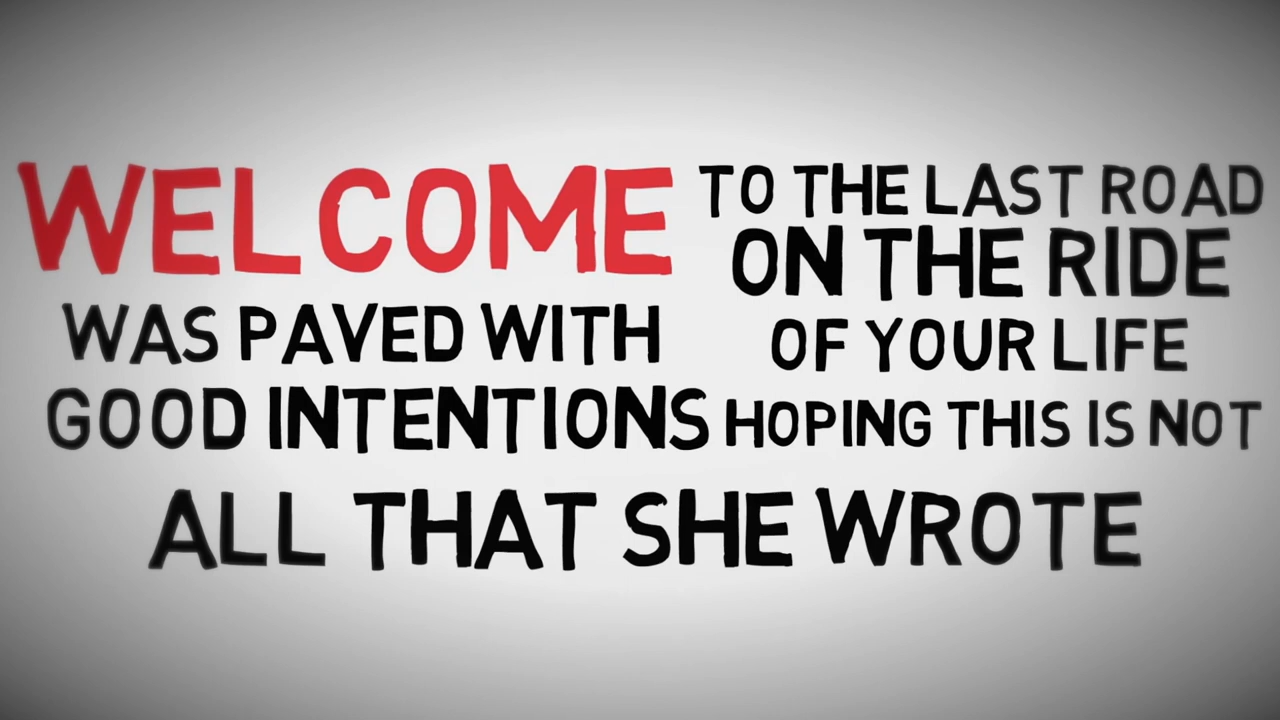 WELCOME TO THE LAST ROAD
ON THE RIDE
WAS PAVED WITH OF YOUR LIFE
GOOD INTENTIONS HOPING THIS IS NOT
ALL THAT SHE WROTE